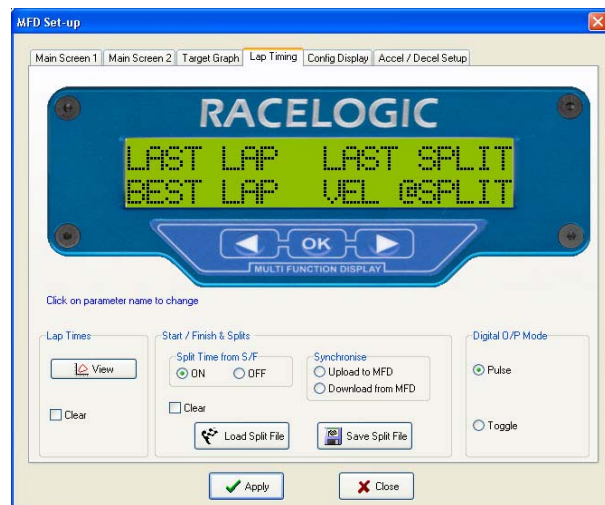 MFD Set-up
Main Screen 1 Main Screen 2 Target Graph Lap Timing Config Display Accel / Decel Setup
RACELOGIC
LAST LAP LAST SPLIT
BEST LAP VEL @SPLIT
OK
MULTI FUNCTION DISPLAY
Click on parameter name to change
Lap Times
View
Clear
Start / Finish & Splits
Split Time from S/F
ON OFF
Synchronise
Upload to MFD
Download from MFD
Clear
Load Split File Save Split File
Digital O/P Mode
Pulse
Toggle
Apply Close